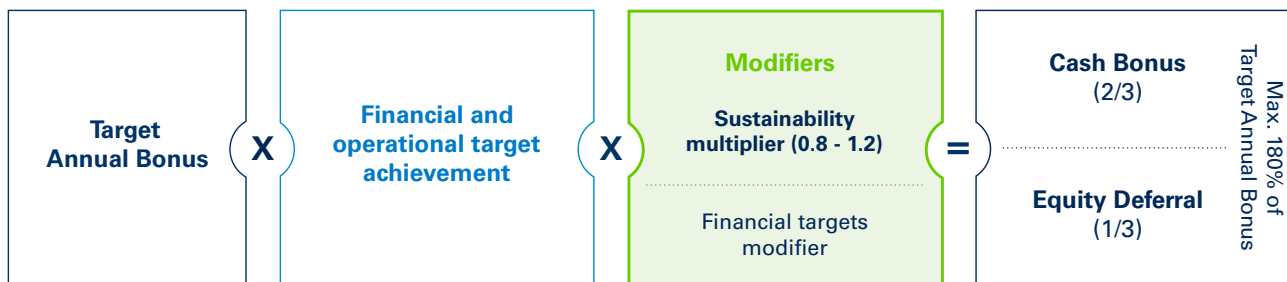 Target
Annual Bonus
X
Financial and
operational target
achievement
X
Modifiers
Sustainability
multiplier (0.8 - 1.2)
Financial targets
modifier
=
Cash Bonus
(2/3)
Equity Deferral
(1/3)
Max. 180% of
Target Annual Bonus